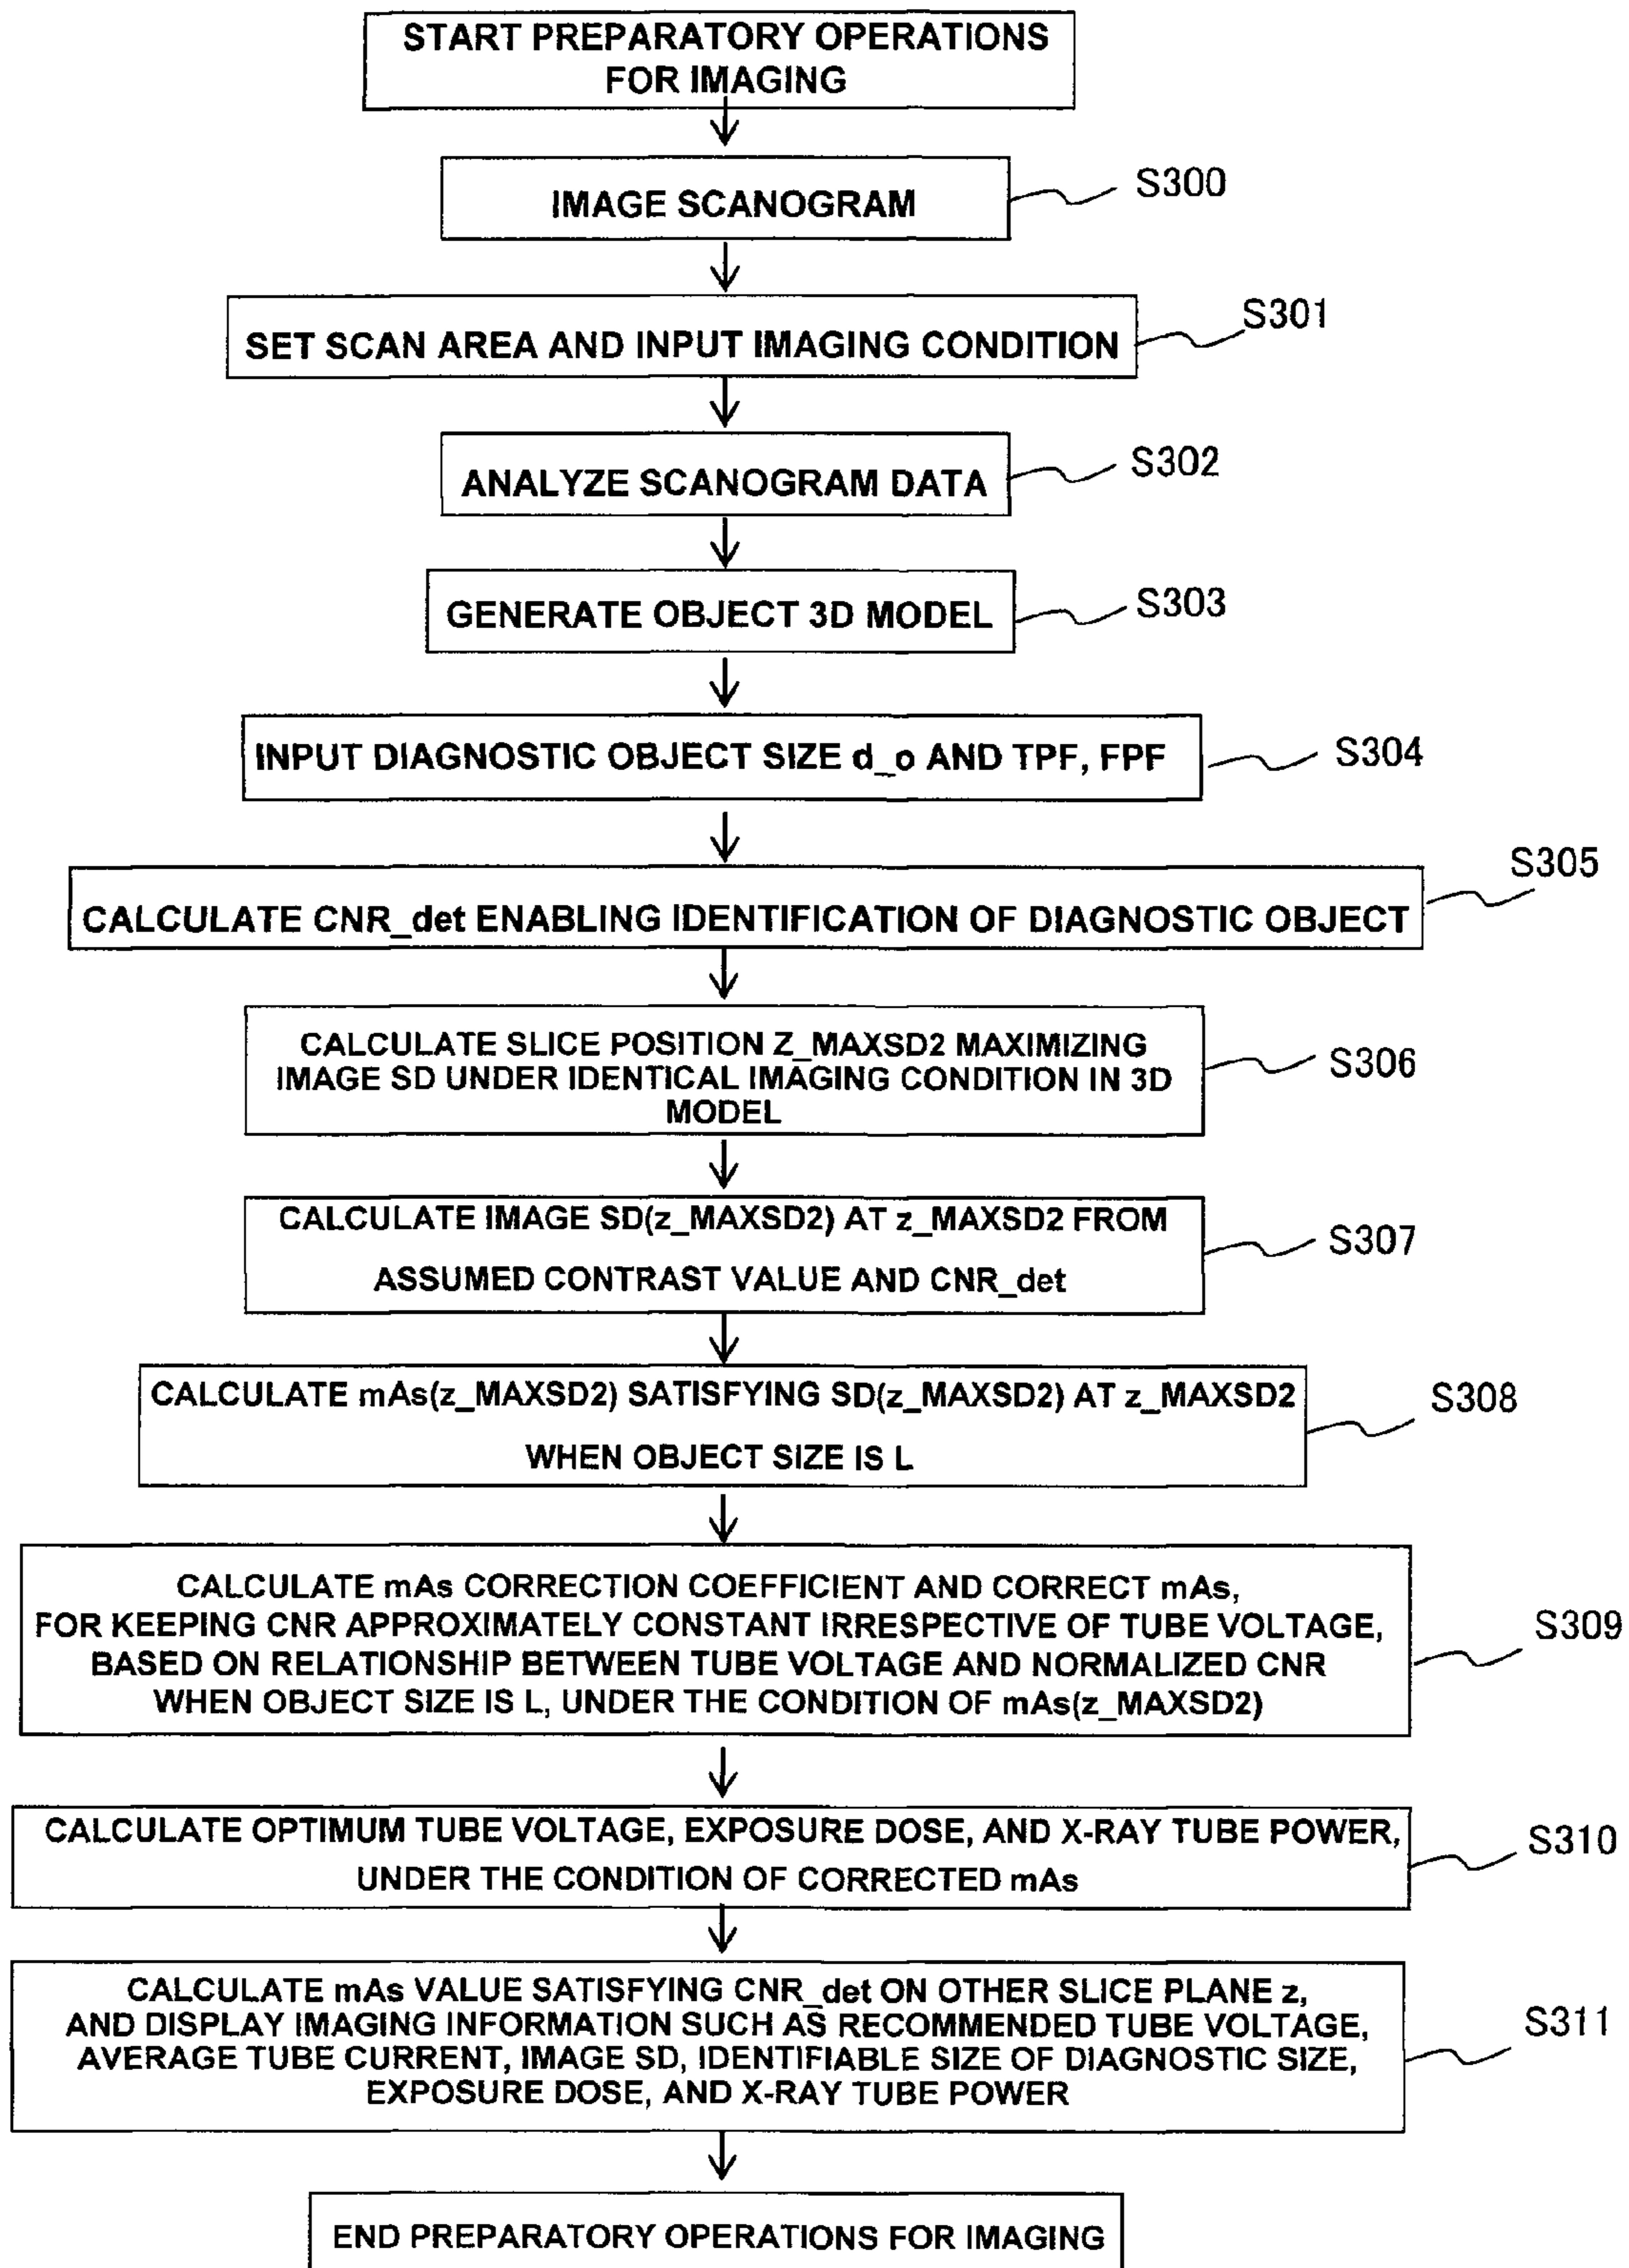 START PREPARATORY OPERATIONS
FOR IMAGING
IMAGE SCANOGRAM
S300
SET SCAN AREA AND INPUT IMAGING CONDITION
S301
ANALYZE SCANOGRAM DATA
S302
GENERATE OBJECT 3D MODEL
S303
INPUT DIAGNOSTIC OBJECT SIZE d_o AND TPF, FPF
S304
CALCULATE CNR_det ENABLING IDENTIFICATION OF DIAGNOSTIC OBJECT
S305
CALCULATE SLICE POSITION Z_MAXSD2 MAXIMIZING
IMAGE SD UNDER IDENTICAL IMAGING CONDITION IN 3D
MODEL
S306
CALCULATE IMAGE SD(z_MAXSD2) AT z_MAXSD2 FROM
ASSUMED CONTRAST VALUE AND CNR_det
S307
CALCULATE mAs(z_MAXSD2) SATISFYING SD(z_MAXSD2) AT z_MAXSD2
WHEN OBJECT SIZE IS L
S308
CALCULATE mAs CORRECTION COEFFICIENT AND CORRECT mAs,
FOR KEEPING CNR APPROXIMATELY CONSTANT IRRESPECTIVE OF TUBE VOLTAGE,
BASED ON RELATIONSHIP BETWEEN TUBE VOLTAGE AND NORMALIZED CNR
WHEN OBJECT SIZE IS L, UNDER THE CONDITION OF mAs(z_MAXSD2)
S309
CALCULATE OPTIMUM TUBE VOLTAGE, EXPOSURE DOSE, AND X-RAY TUBE POWER,
UNDER THE CONDITION OF CORRECTED mAs
S310
CALCULATE mAs VALUE SATISFYING CNR_det ON OTHER SLICE PLANE z,
AND DISPLAY IMAGING INFORMATION SUCH AS RECOMMENDED TUBE VOLTAGE,
AVERAGE TUBE CURRENT, IMAGE SD, IDENTIFIABLE SIZE OF DIAGNOSTIC SIZE,
EXPOSURE DOSE, AND X-RAY TUBE POWER
S311
END PREPARATORY OPERATIONS FOR IMAGING